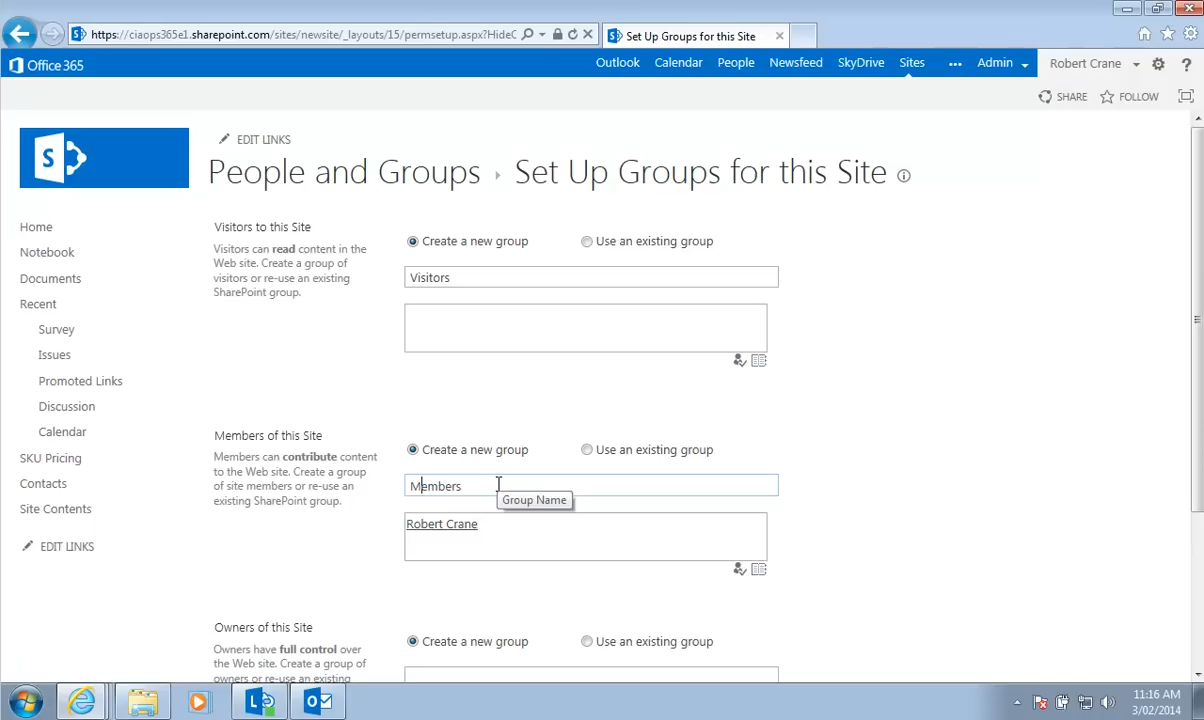 https://ciaops365e1.sharepoint.com/sites/newsite/_layouts/15/permsetup.aspx?HideC
Set Up Groups for this Site
Office 365
Outlook Calendar People Newsfeed SkyDrive Sites ••• Admin Robert Crane ?
SHARE FOLLOW
EDIT LINKS
S
People and Groups ▸ Set Up Groups for this Site
Home
Notebook
Documents
Recent
Survey
Issues
Promoted Links
Discussion
Calendar
SKU Pricing
Contacts
Site Contents
EDIT LINKS
Visitors to this Site
Visitors can read content in the
Web site. Create a group of
visitors or re-use an existing
SharePoint group.
Create a new group Use an existing group
Visitors
Members of this Site
Members can contribute content
to the Web site. Create a group
of site members or re-use an
existing SharePoint group.
Create a new group Use an existing group
Members
Group Name
Robert Crane
Owners of this Site
Owners have full control over
the Web site. Create a group of
owners or re-use an existing
Create a new group Use an existing group
11:16 AM
3/02/2014